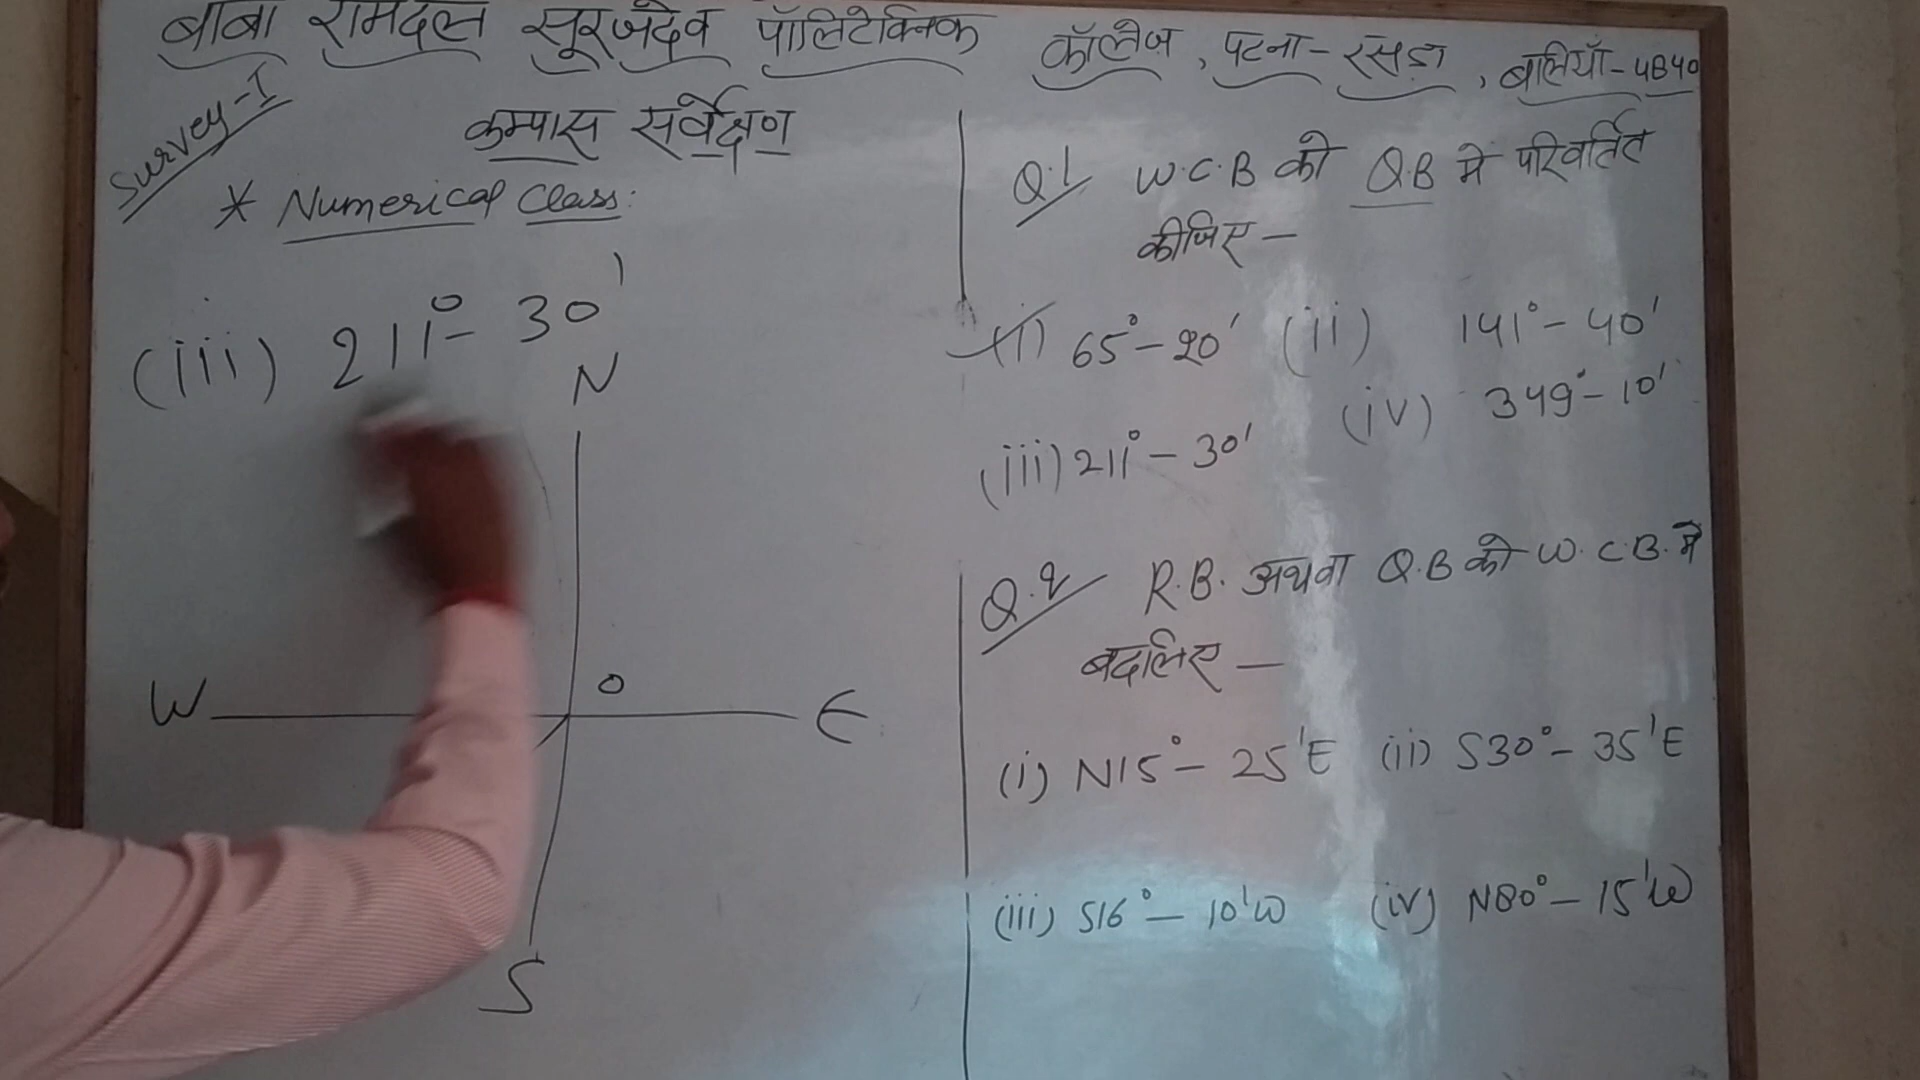 बाबा रामदल सूरजदेव पॉलिटेक्निक कॉलेज, पटना-रसड़ा, बालियाँ-4B40
Survey-I
कम्पास सर्वेक्षण
* Numerical Class:
(iii) 211°- 30'
N
W
O
E
S
Q.1 W.C.B को Q.B मे परिवर्तित
कीजिए -
(i) 65°-20' (ii) 141°-40'
(iii) 211°-30' (iv) 349°-10'
Q.2 R.B. अथवा Q.B को W.C.B. मे
बदलिए -
(i) N15°- 25'E (ii) S30°- 35'E
(iii) S16°- 10'W (iv) N80°- 15'W